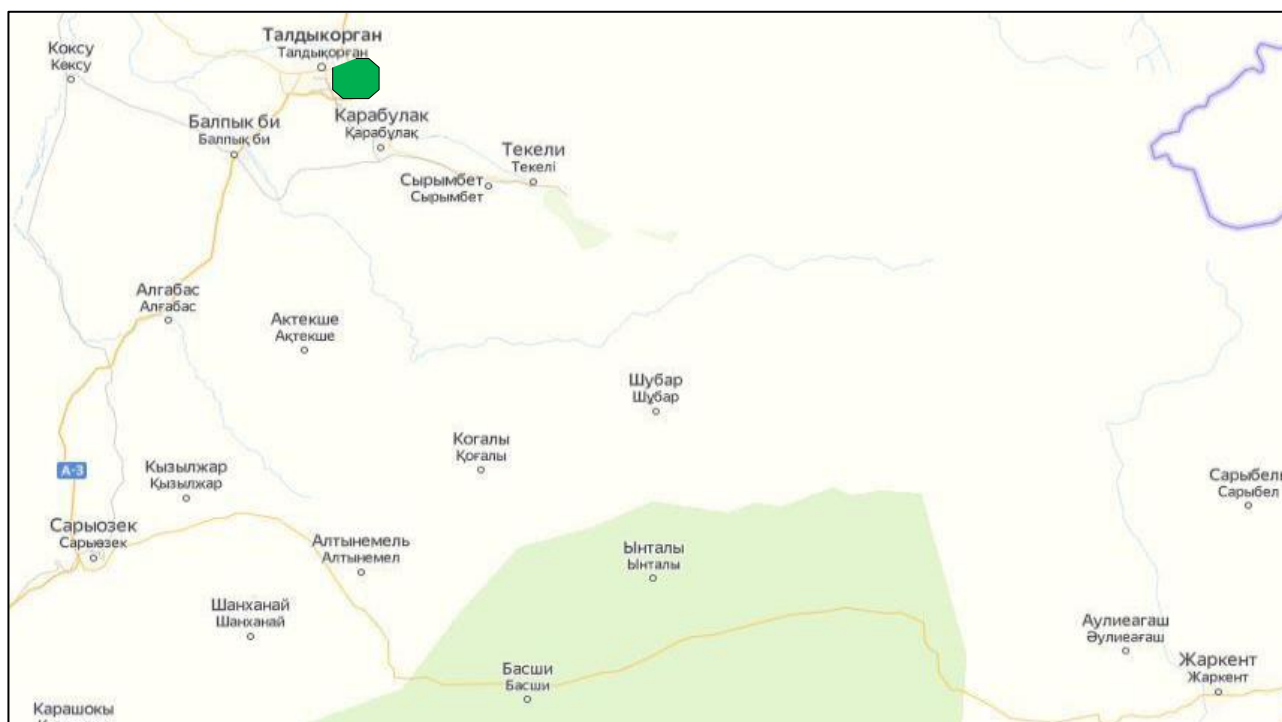 Талдыкорган
Талдықорған
Коксу
Көксу
Карабулак
Қарабұлақ
Балпык би
Балпық би
Текели
Текелі
Сырымбет
Сырымбет
Алгабас
Алғабас
Актекше
Ақтекше
Шубар
Шұбар
Когалы
Қоғалы
А-3
Кызылжар
Қызылжар
Сарыбель
Сарыбел
Сарыозек
Сарыөзек
Алтынемель
Алтынемел
Ынталы
Ынталы
Шанханай
Шанханай
Аулиеагаш
Әулиеағаш
Басши
Басши
Жаркент
Жаркент
Карашокы